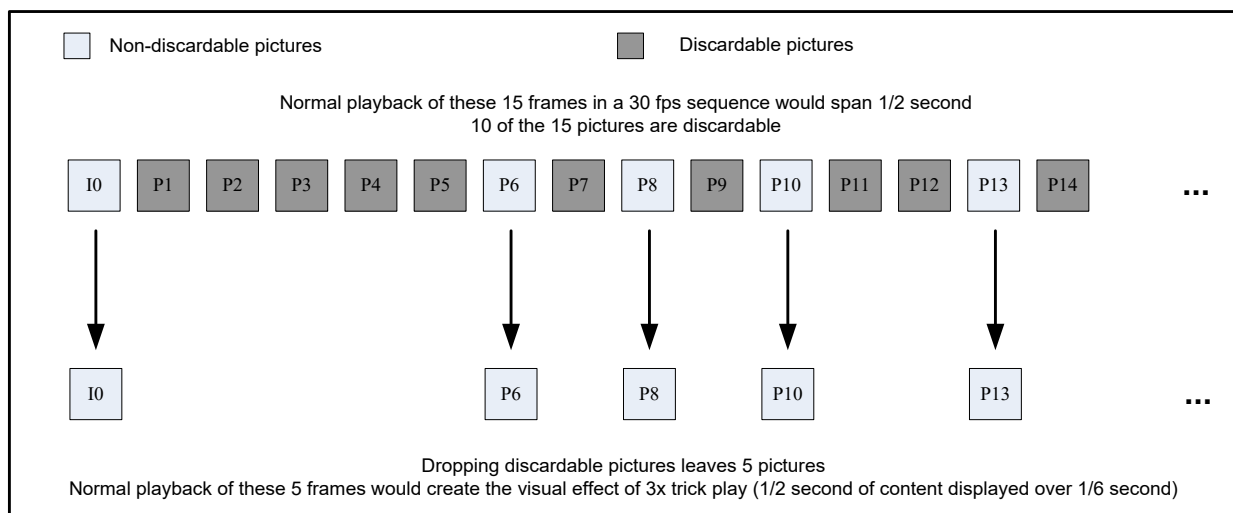 Non-discardable pictures Discardable pictures
Normal playback of these 15 frames in a 30 fps sequence would span 1/2 second
10 of the 15 pictures are discardable
I0 P1 P2 P3 P4 P5 P6 P7 P8 P9 P10 P11 P12 P13 P14 ...
I0 P6 P8 P10 P13 ...
Dropping discardable pictures leaves 5 pictures
Normal playback of these 5 frames would create the visual effect of 3x trick play (1/2 second of content displayed over 1/6 second)